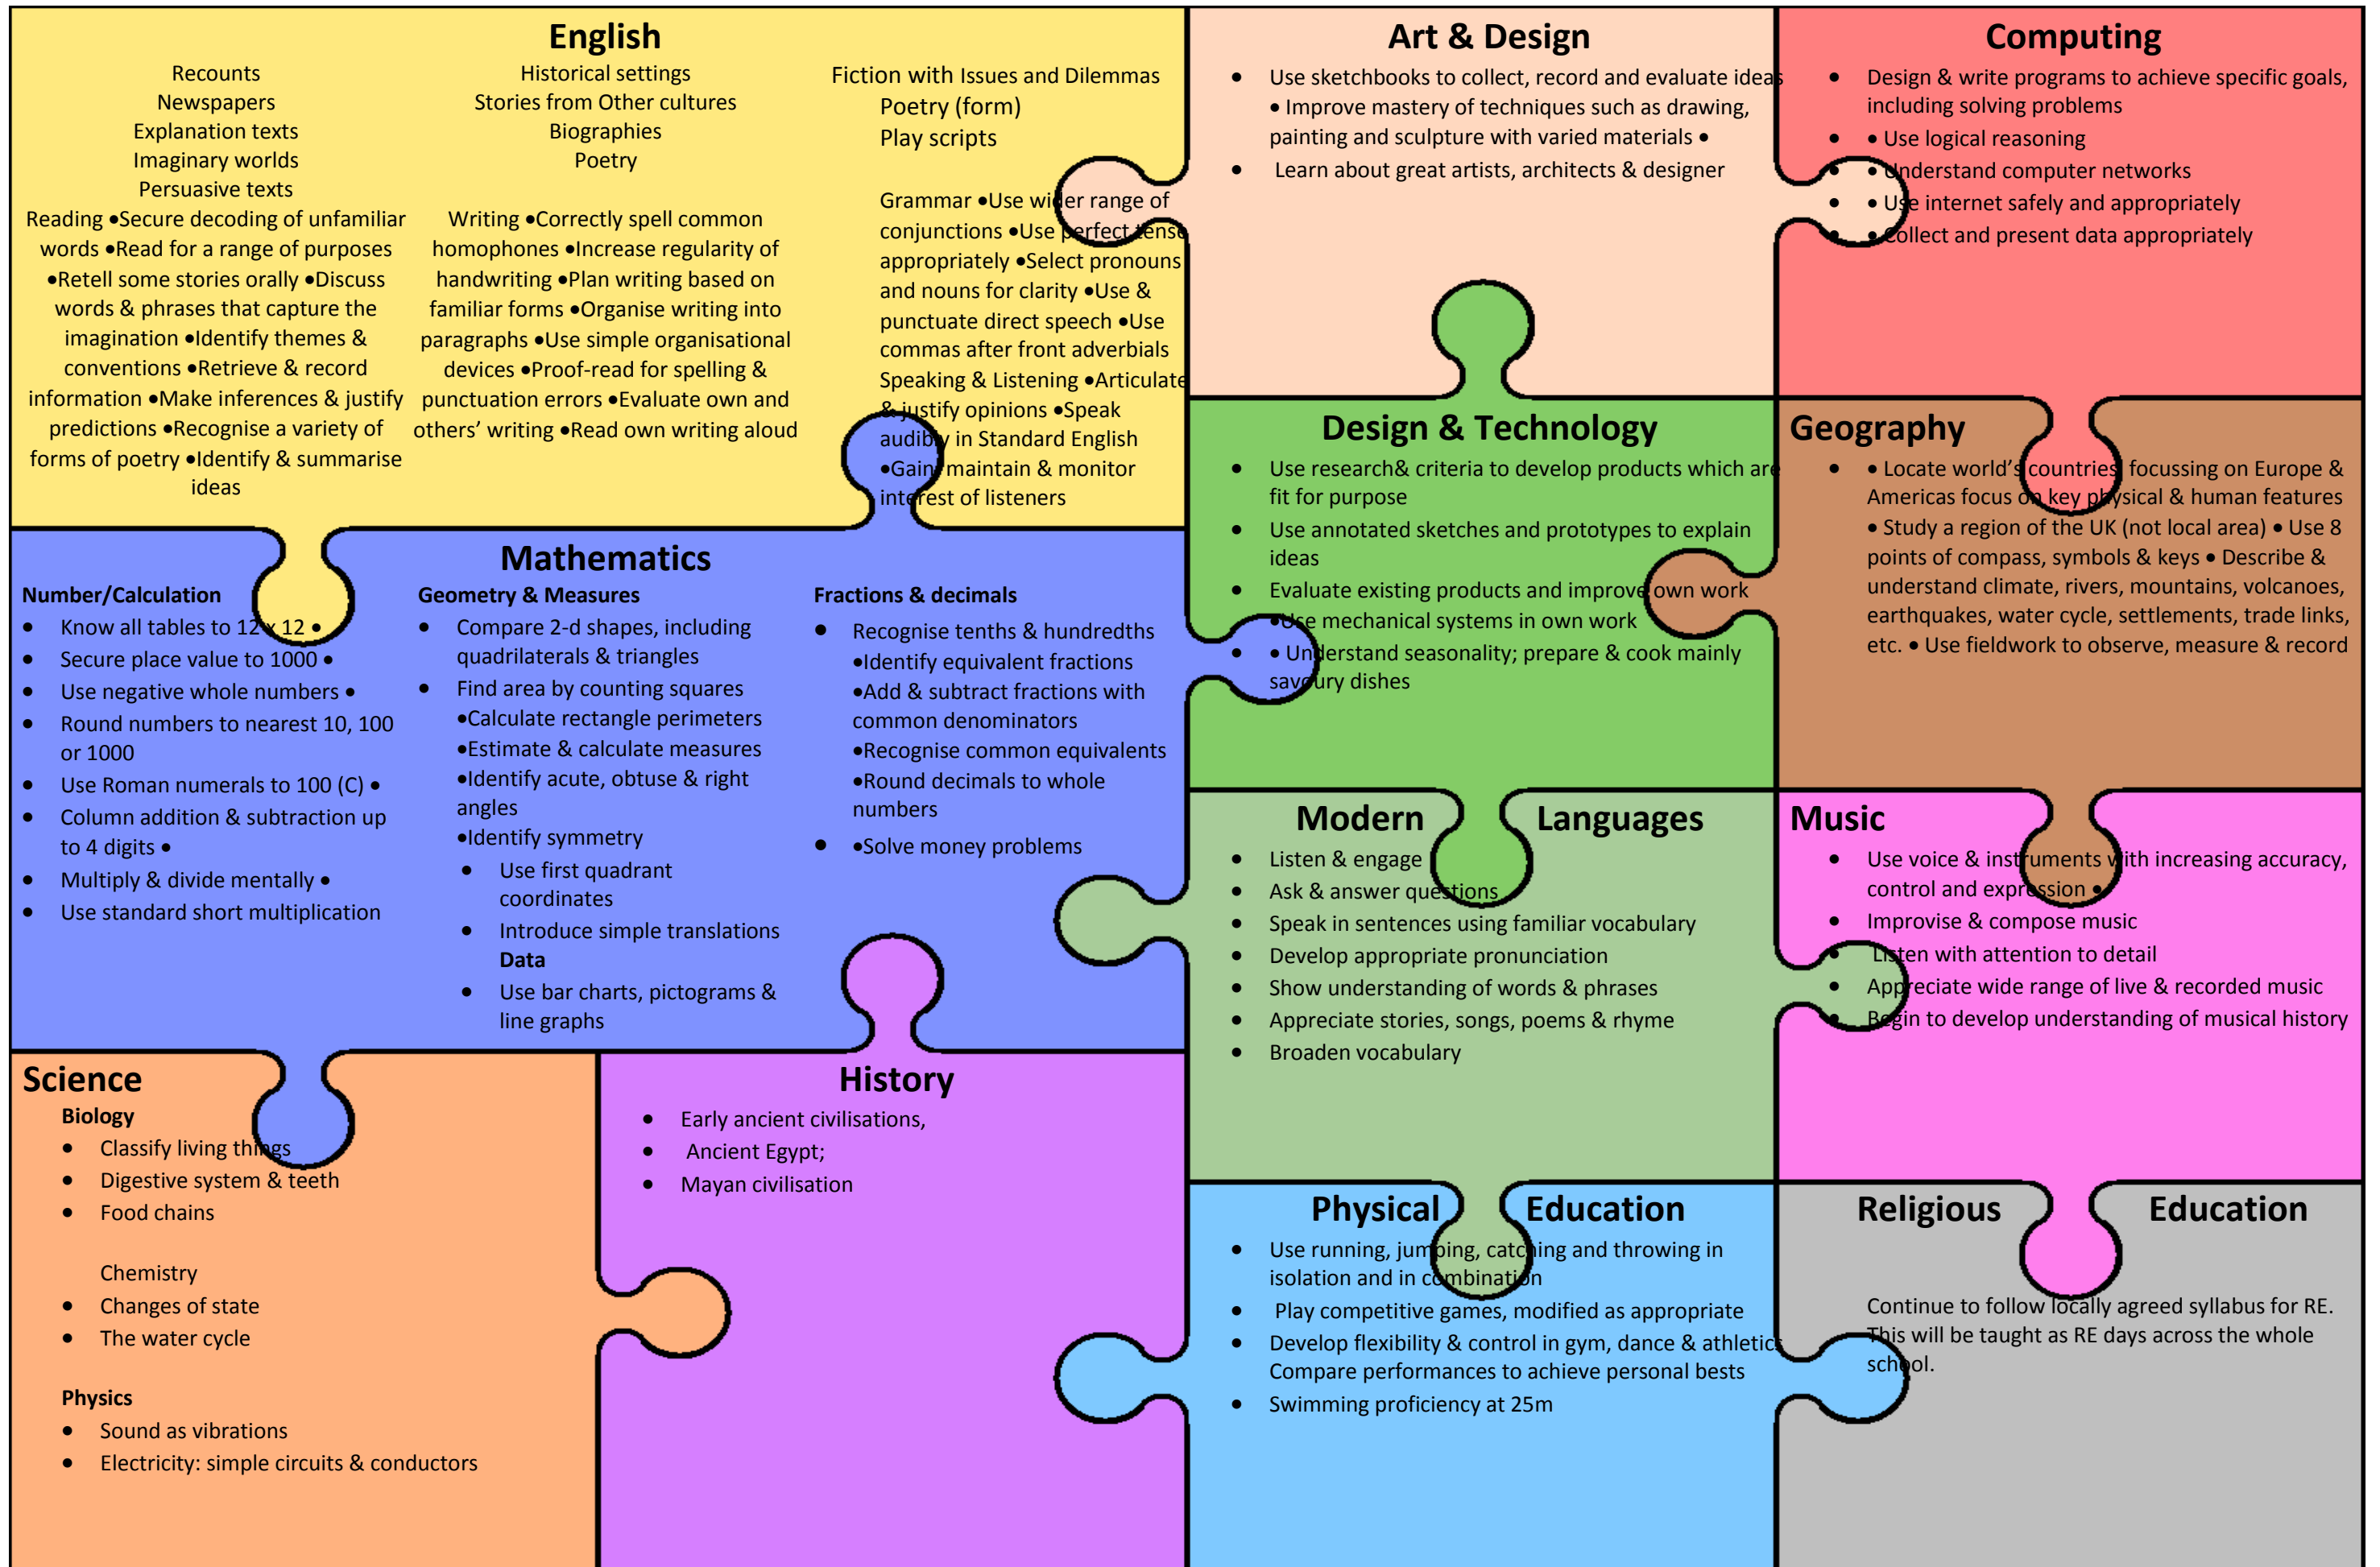 English
Recounts
Newspapers
Explanation texts
Imaginary worlds
Persuasive texts
Reading •Secure decoding of unfamiliar
words •Read for a range of purposes
•Retell some stories orally •Discuss
words & phrases that capture the
imagination •Identify themes &
conventions •Retrieve & record
information •Make inferences & justify
predictions •Recognise a variety of
forms of poetry •Identify & summarise
ideas
Historical settings
Stories from Other cultures
Biographies
Poetry
Writing •Correctly spell common
homophones •Increase regularity of
handwriting •Plan writing based on
familiar forms •Organise writing into
paragraphs •Use simple organisational
devices •Proof-read for spelling &
punctuation errors •Evaluate own and
others’ writing •Read own writing aloud
Fiction with Issues and Dilemmas
Poetry (form)
Play scripts
Grammar •Use wider range of
conjunctions •Use perfect tense
appropriately •Select pronouns
and nouns for clarity •Use &
punctuate direct speech •Use
commas after front adverbials
Speaking & Listening •Articulate
& justify opinions •Speak
audibly in Standard English
•Gain, maintain & monitor
interest of listeners
Art & Design
• Use sketchbooks to collect, record and evaluate ideas
• Improve mastery of techniques such as drawing,
painting and sculpture with varied materials •
• Learn about great artists, architects & designer
Computing
• Design & write programs to achieve specific goals,
including solving problems
• • Use logical reasoning
• • Understand computer networks
• • Use internet safely and appropriately
• • Collect and present data appropriately
Mathematics
Number/Calculation
• Know all tables to 12 x 12 •
• Secure place value to 1000 •
• Use negative whole numbers •
• Round numbers to nearest 10, 100
or 1000
• Use Roman numerals to 100 (C) •
• Column addition & subtraction up
to 4 digits •
• Multiply & divide mentally •
• Use standard short multiplication
Geometry & Measures
• Compare 2-d shapes, including
quadrilaterals & triangles
• Find area by counting squares
•Calculate rectangle perimeters
•Estimate & calculate measures
•Identify acute, obtuse & right
angles
•Identify symmetry
• Use first quadrant
coordinates
• Introduce simple translations
Data
• Use bar charts, pictograms &
line graphs
Fractions & decimals
• Recognise tenths & hundredths
•Identify equivalent fractions
•Add & subtract fractions with
common denominators
•Recognise common equivalents
•Round decimals to whole
numbers
• •Solve money problems
Design & Technology
• Use research& criteria to develop products which are
fit for purpose
• Use annotated sketches and prototypes to explain
ideas
• Evaluate existing products and improve own work
•Use mechanical systems in own work
• • Understand seasonality; prepare & cook mainly
savoury dishes
Geography
• • Locate world’s countries, focussing on Europe &
Americas focus on key physical & human features
• Study a region of the UK (not local area) • Use 8
points of compass, symbols & keys • Describe &
understand climate, rivers, mountains, volcanoes,
earthquakes, water cycle, settlements, trade links,
etc. • Use fieldwork to observe, measure & record
Modern Languages
• Listen & engage
• Ask & answer questions
• Speak in sentences using familiar vocabulary
• Develop appropriate pronunciation
• Show understanding of words & phrases
• Appreciate stories, songs, poems & rhyme
• Broaden vocabulary
Music
• Use voice & instruments with increasing accuracy,
control and expression •
• Improvise & compose music
• Listen with attention to detail
• Appreciate wide range of live & recorded music
• Begin to develop understanding of musical history
Science
Biology
• Classify living things
• Digestive system & teeth
• Food chains
Chemistry
• Changes of state
• The water cycle
Physics
• Sound as vibrations
• Electricity: simple circuits & conductors
History
• Early ancient civilisations,
• Ancient Egypt;
• Mayan civilisation
Physical Education
• Use running, jumping, catching and throwing in
isolation and in combination
• Play competitive games, modified as appropriate
• Develop flexibility & control in gym, dance & athletics
Compare performances to achieve personal bests
• Swimming proficiency at 25m
Religious Education
Continue to follow locally agreed syllabus for RE.
This will be taught as RE days across the whole
school.